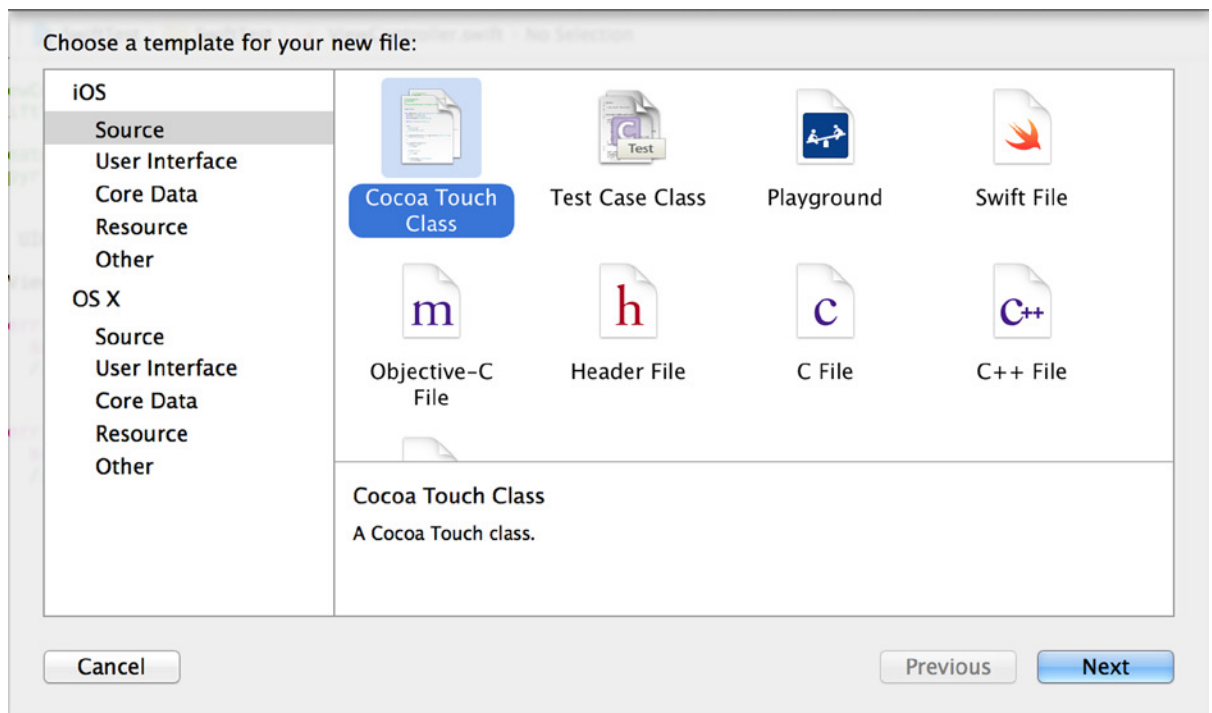 Choose a template for your new file:
No Selection
iOS
Source
User Interface
Core Data
Resource
Other
OS X
Source
User Interface
Core Data
Resource
Other
Cocoa Touch
Class
Test
Test Case Class
Playground
Swift File
m
Objective-C
File
h
Header File
c
C File
C++
C++ File
Cocoa Touch Class
A Cocoa Touch class.
Cancel
Previous
Next